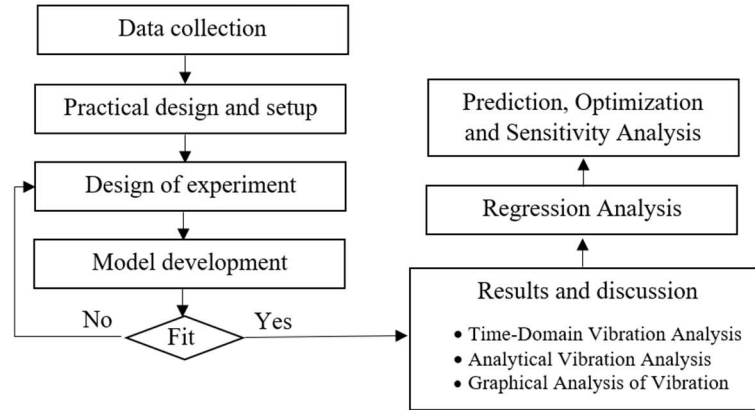 Data collection
Practical design and setup
Design of experiment
Model development
No
Fit
Yes
Prediction, Optimization
and Sensitivity Analysis
Regression Analysis
Results and discussion
• Time-Domain Vibration Analysis
• Analytical Vibration Analysis
• Graphical Analysis of Vibration